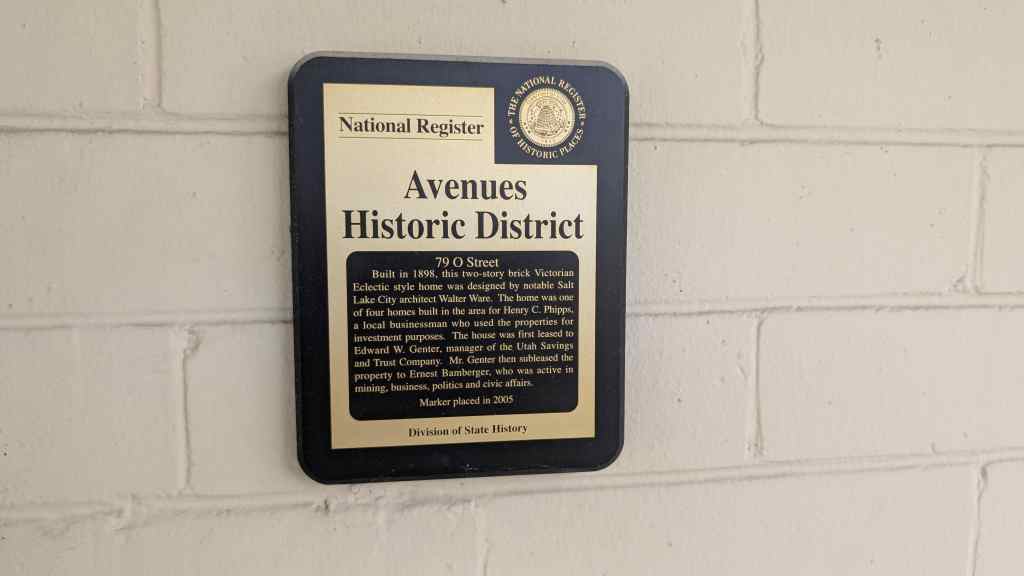 National Register
THE NATIONAL REGISTER
OF HISTORIC PLACES
Avenues
Historic District
79 O Street
Built in 1898, this two-story brick Victorian
Eclectic style home was designed by notable Salt
Lake City architect Walter Ware. The home was one
of four homes built in the area for Henry C. Phipps,
a local businessman who used the properties for
investment purposes. The house was first leased to
Edward W. Genter, manager of the Utah Savings
and Trust Company. Mr. Genter then subleased the
property to Ernest Bamberger, who was active in
mining, business, politics and civic affairs.
Marker placed in 2005
Division of State History